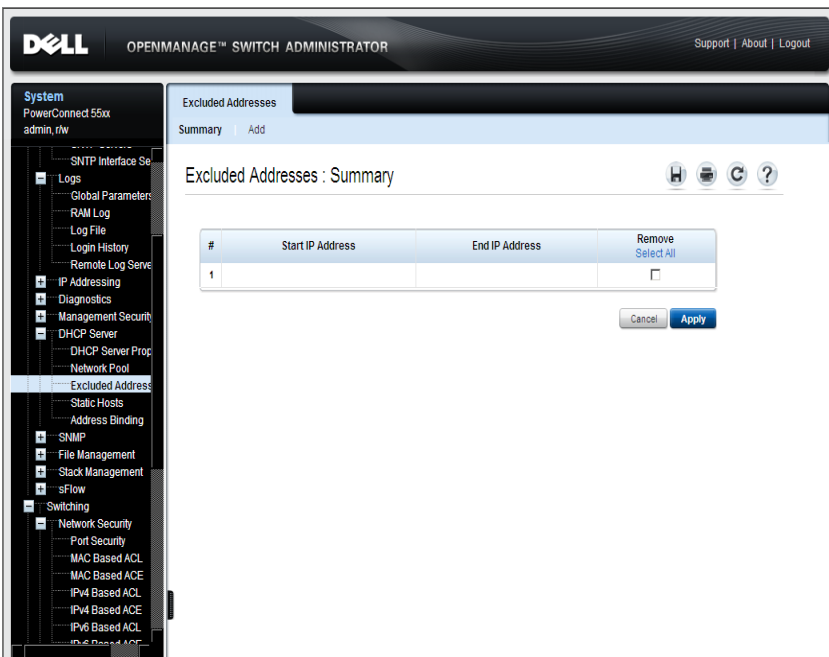 DELL
OPENMANAGE™ SWITCH ADMINISTRATOR
Support | About | Logout
System
PowerConnect 55xx
admin, r/w
SNTP Interface Se
Logs
Global Parameters
RAM Log
Log File
Login History
Remote Log Serve
IP Addressing
Diagnostics
Management Security
DHCP Server
DHCP Server Prop
Network Pool
Excluded Address
Static Hosts
Address Binding
SNMP
File Management
Stack Management
sFlow
Switching
Network Security
Port Security
MAC Based ACL
MAC Based ACE
IPv4 Based ACL
IPv4 Based ACE
IPv6 Based ACL
IPv6 Based ACE
Excluded Addresses
Summary Add
Excluded Addresses : Summary
# Start IP Address End IP Address Remove
Select All
1
Cancel Apply